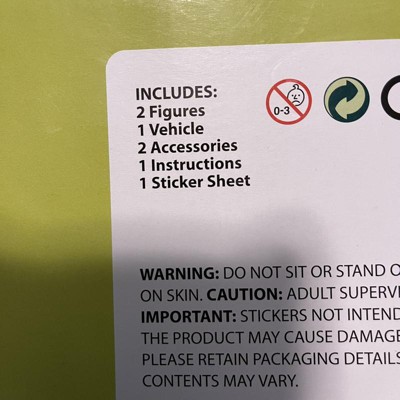 INCLUDES:
2 Figures
1 Vehicle
2 Accessories
1 Instructions
1 Sticker Sheet
0-3
WARNING: DO NOT SIT OR STAND
ON SKIN. CAUTION: ADULT
IMPORTANT: STICKERS NOT
THE PRODUCT MAY CAUSE DAMAGE
PLEASE RETAIN PACKAGING DETAILS
CONTENTS MAY VARY.